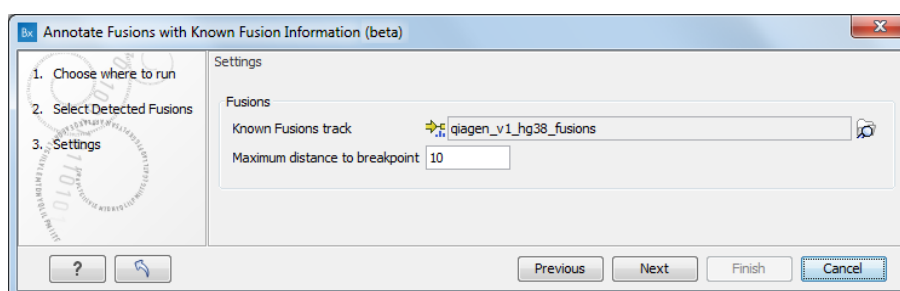 Bx Annotate Fusions with Known Fusion Information (beta)
1. Choose where to run
2. Select Detected Fusions
3. Settings
Settings
Fusions
Known Fusions track qiagen_v1_hg38_fusions
Maximum distance to breakpoint 10
? Previous Next Finish Cancel